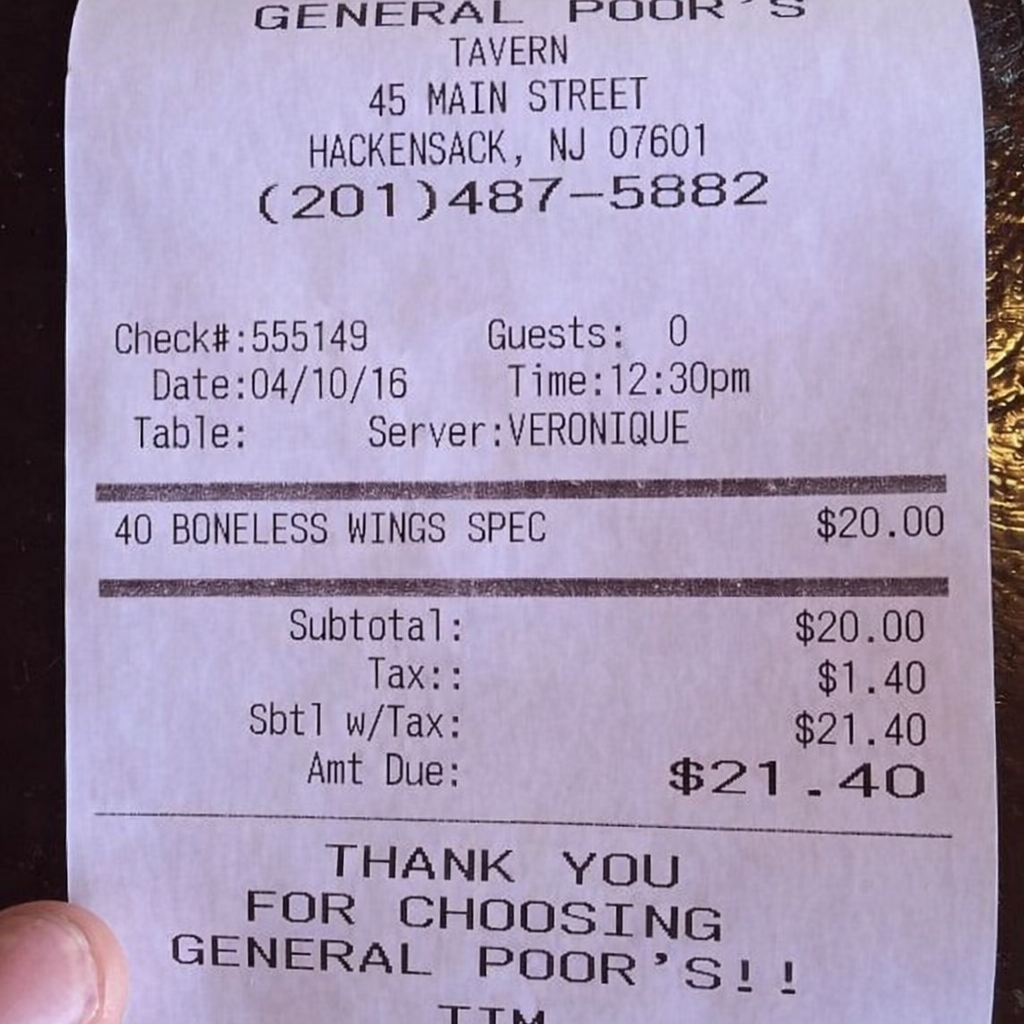 GENERAL POOR'S
TAVERN
45 MAIN STREET
HACKENSACK, NJ 07601
(201)487-5882
Check#:555149 Guests: 0
Date:04/10/16 Time:12:30pm
Table: Server:VERONIQUE
40 BONELESS WINGS SPEC $20.00
Subtotal: $20.00
Tax:: $1.40
Sbtl w/Tax: $21.40
Amt Due: $21.40
THANK YOU
FOR CHOOSING
GENERAL POOR'S!!